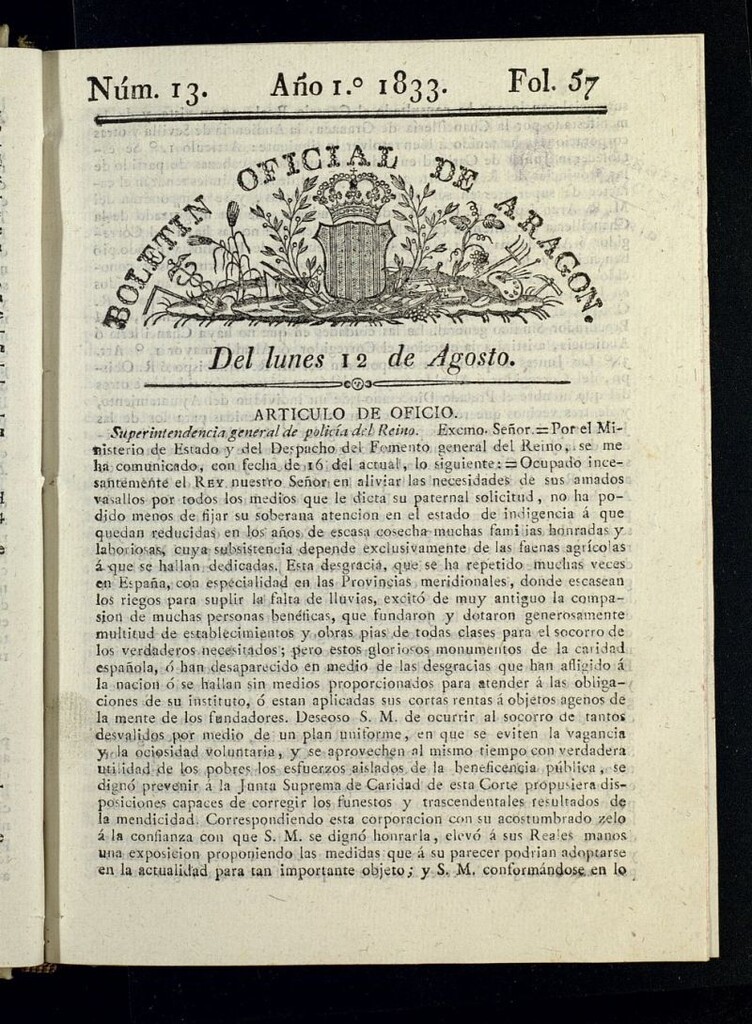 Núm. 13. Año 1.º 1833. Fol. 57
BOLETIN OFICIAL DE ARAGON.
Del lunes 12 de Agosto.
ARTICULO DE OFICIO.
Superintendencia general de policía del Reino. Excmo. Señor. = Por el Mi-
nisterio de Estado y del Despacho del Fomento general del Reino, se me
ha comunicado, con fecha de 16 del actual, lo siguiente: = Ocupado ince-
santemente el REY nuestro Señor en aliviar las necesidades de sus amados
vasallos por todos los medios que le dicta su paternal solicitud, no ha po-
dido menos de fijar su soberana atencion en el estado de indigencia á que
quedan reducidas en los años de escasa cosecha muchas familias honradas y
laboriosas, cuya subsistencia depende exclusivamente de las faenas agrícolas
á que se hallan dedicadas. Esta desgracia, que se ha repetido muchas veces
en España, con especialidad en las Provincias meridionales, donde escasean
los riegos para suplir la falta de lluvias, excitó de muy antiguo la compa-
sion de muchas personas benéficas, que fundaron y dotaron generosamente
multitud de establecimientos y obras pias de todas clases para el socorro de
los verdaderos necesitados; pero estos gloriosos monumentos de la caridad
española, ó han desaparecido en medio de las desgracias que han afligido á
la nacion ó se hallan sin medios proporcionados para atender á las obliga-
ciones de su instituto, ó estan aplicadas sus cortas rentas á objetos agenos de
la mente de los fundadores. Deseoso S. M. de ocurrir al socorro de tantos
desvalidos por medio de un plan uniforme, en que se eviten la vagancia
y la ociosidad voluntaria, y se aprovechen al mismo tiempo con verdadera
utilidad de los pobres los esfuerzos aislados de la beneficencia pública, se
dignó prevenir á la Junta Suprema de Caridad de esta Corte propusiera dis-
posiciones capaces de corregir los funestos y trascendentales resultados de
la mendicidad. Correspondiendo esta corporacion con su acostumbrado zelo
á la confianza con que S. M. se dignó honrarla, elevó á sus Reales manos
una exposicion proponiendo las medidas que á su parecer podrian adoptarse
en la actualidad para tan importante objeto; y S. M. conformándose en lo